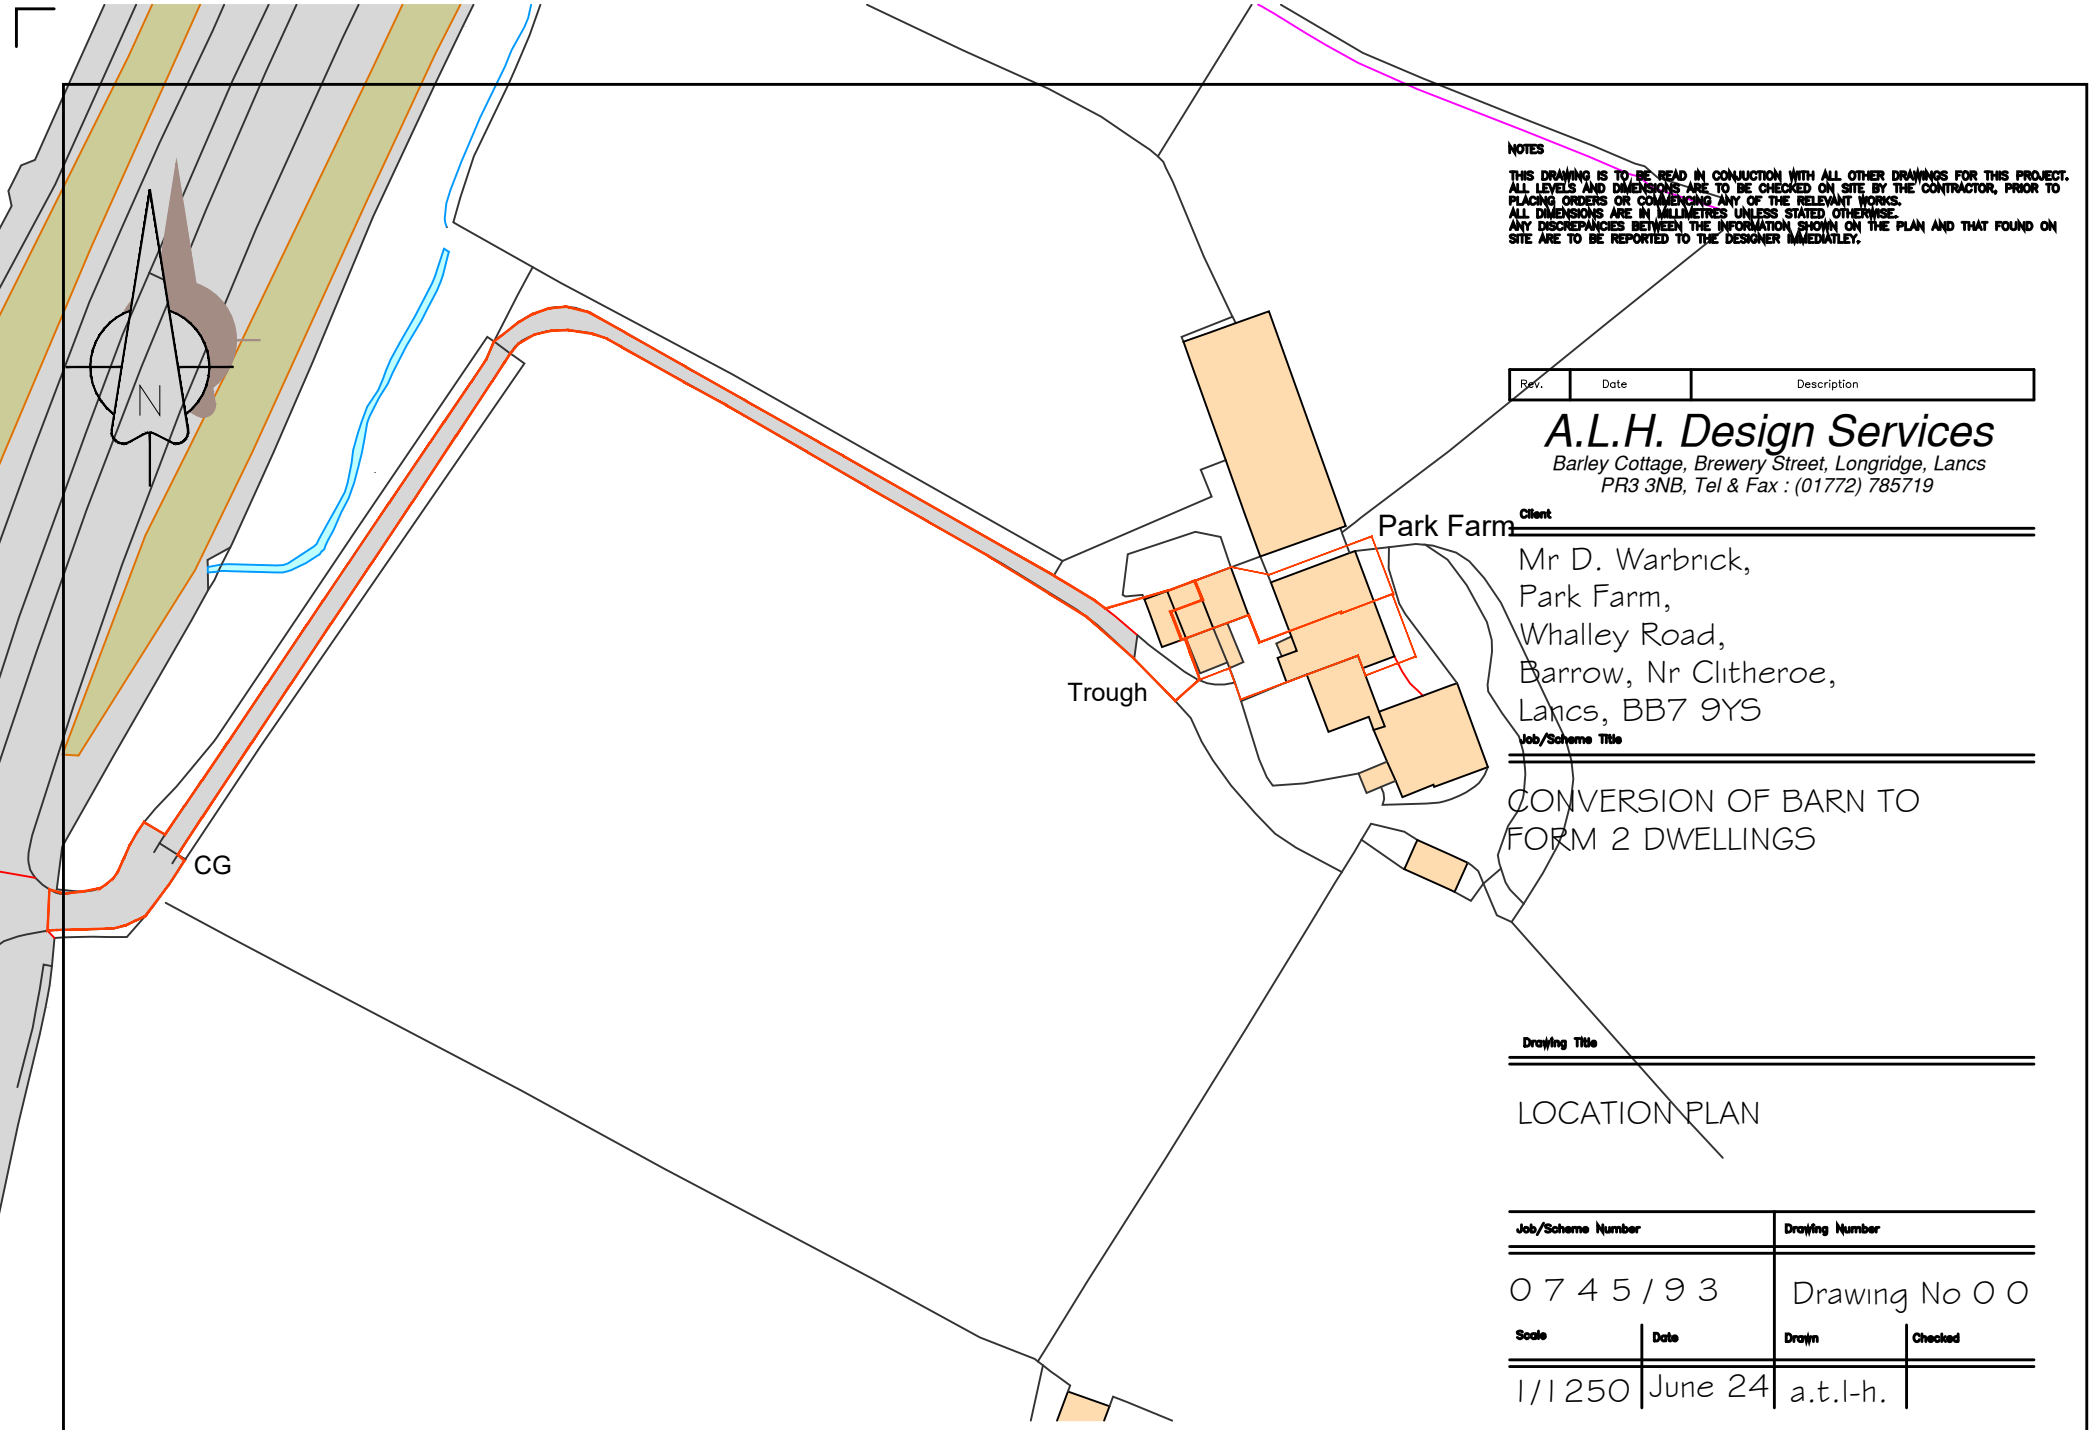 NOTES
THIS DRAWING IS TO BE READ IN CONJUCTION WITH ALL OTHER DRAWINGS FOR THIS PROJECT.
ALL LEVELS AND DIMENSIONS ARE TO BE CHECKED ON SITE BY THE CONTRACTOR, PRIOR TO
PLACING ORDERS OR COMMENCING ANY OF THE RELEVANT WORKS.
ALL DIMENSIONS ARE IN MILLIMETRES UNLESS STATED OTHERWISE.
ANY DISCREPANCIES BETWEEN THE INFORMATION SHOWN ON THE PLAN AND THAT FOUND ON
SITE ARE TO BE REPORTED TO THE DESIGNER IMMEDIATLEY.
N
Rev. Date Description
A.L.H. Design Services
Barley Cottage, Brewery Street, Longridge, Lancs
PR3 3NB, Tel & Fax : (01772) 785719
Park Farm
Trough
CG
Client
Mr D. Warbrick,
Park Farm,
Whalley Road,
Barrow, Nr Clitheroe,
Lancs, BB7 9YS
Job/Scheme Title
CONVERSION OF BARN TO
FORM 2 DWELLINGS
Drawing Title
LOCATION PLAN
Job/Scheme Number Drawing Number
0745/93 Drawing No 00
Scale Date Drawn Checked
1/1250 June 24 a.t.l-h.